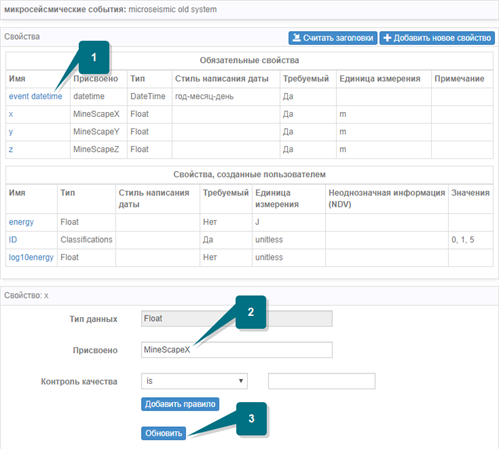 микросейсмические события: microseismic old system
Свойства
Считать заголовки
Добавить новое свойство
1
Обязательные свойства
Имя Присвоено Тип Стиль написания даты Требуемый Единица измерения Примечание
event datetime datetime DateTime год-месяц-день Да
x MineScapeX Float Да m
y MineScapeY Float Да m
z MineScapeZ Float Да m
Свойства, созданные пользователем
Имя Тип Стиль написания Требуемый Единица Неоднозначная информация Значения
даты измерения (NDV)
energy Float Нет J
ID Classifications Да unitless 0, 1, 5
log10energy Float Нет unitless
Свойство: x
Тип данных Float
2
Присвоено MineScapeX
Контроль качества is
Добавить правило
3
Обновить